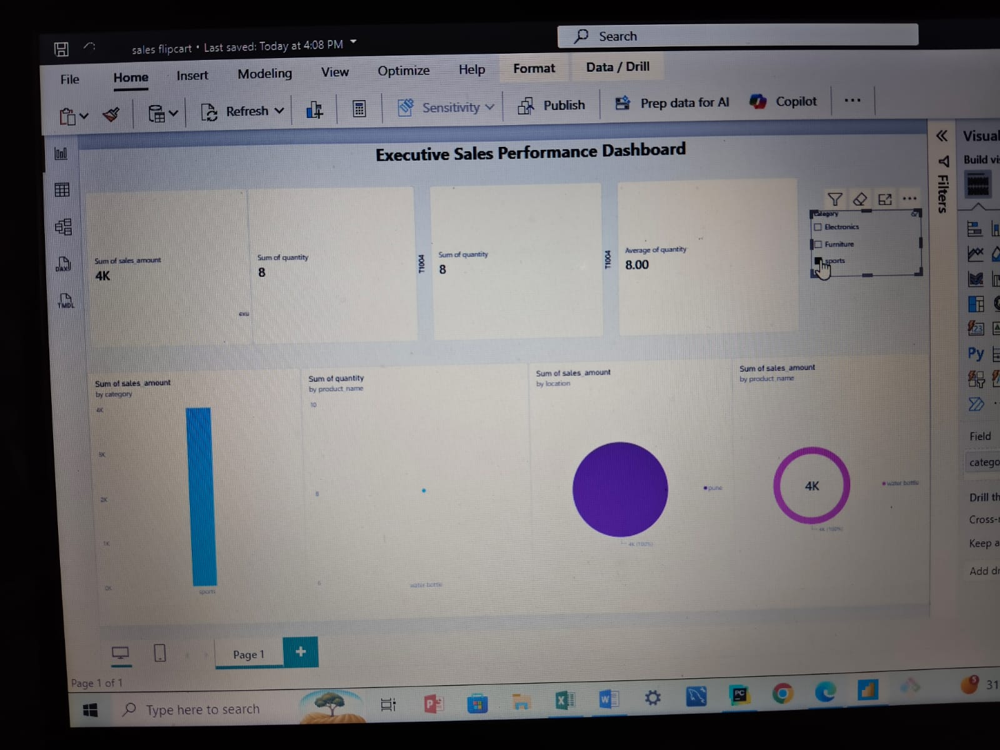 sales flipcart • Last saved: Today at 4:08 PM
Search
File Home Insert Modeling View Optimize Help Format Data / Drill
Refresh Sensitivity Publish Prep data for AI Copilot
Executive Sales Performance Dashboard
Visual
Build vi
Filters
DAX
TMDL
Sum of sales_amount
4K
Sum of quantity
8
T1004
Sum of quantity
8
T1004
Average of quantity
8.00
category
Electronics
Furniture
sports
Sum of sales_amount
by category
4K
3K
2K
1K
0K
sports
Sum of quantity
by product_name
10
8
6
water bottle
Sum of sales_amount
by location
pune
4K (100%)
Sum of sales_amount
by product_name
4K
water bottle
4K (100%)
123
Py
Field
catego
Drill th
Cross-r
Keep a
Add dr
Page 1
Page 1 of 1
Type here to search
P
X
W
PC
5
31